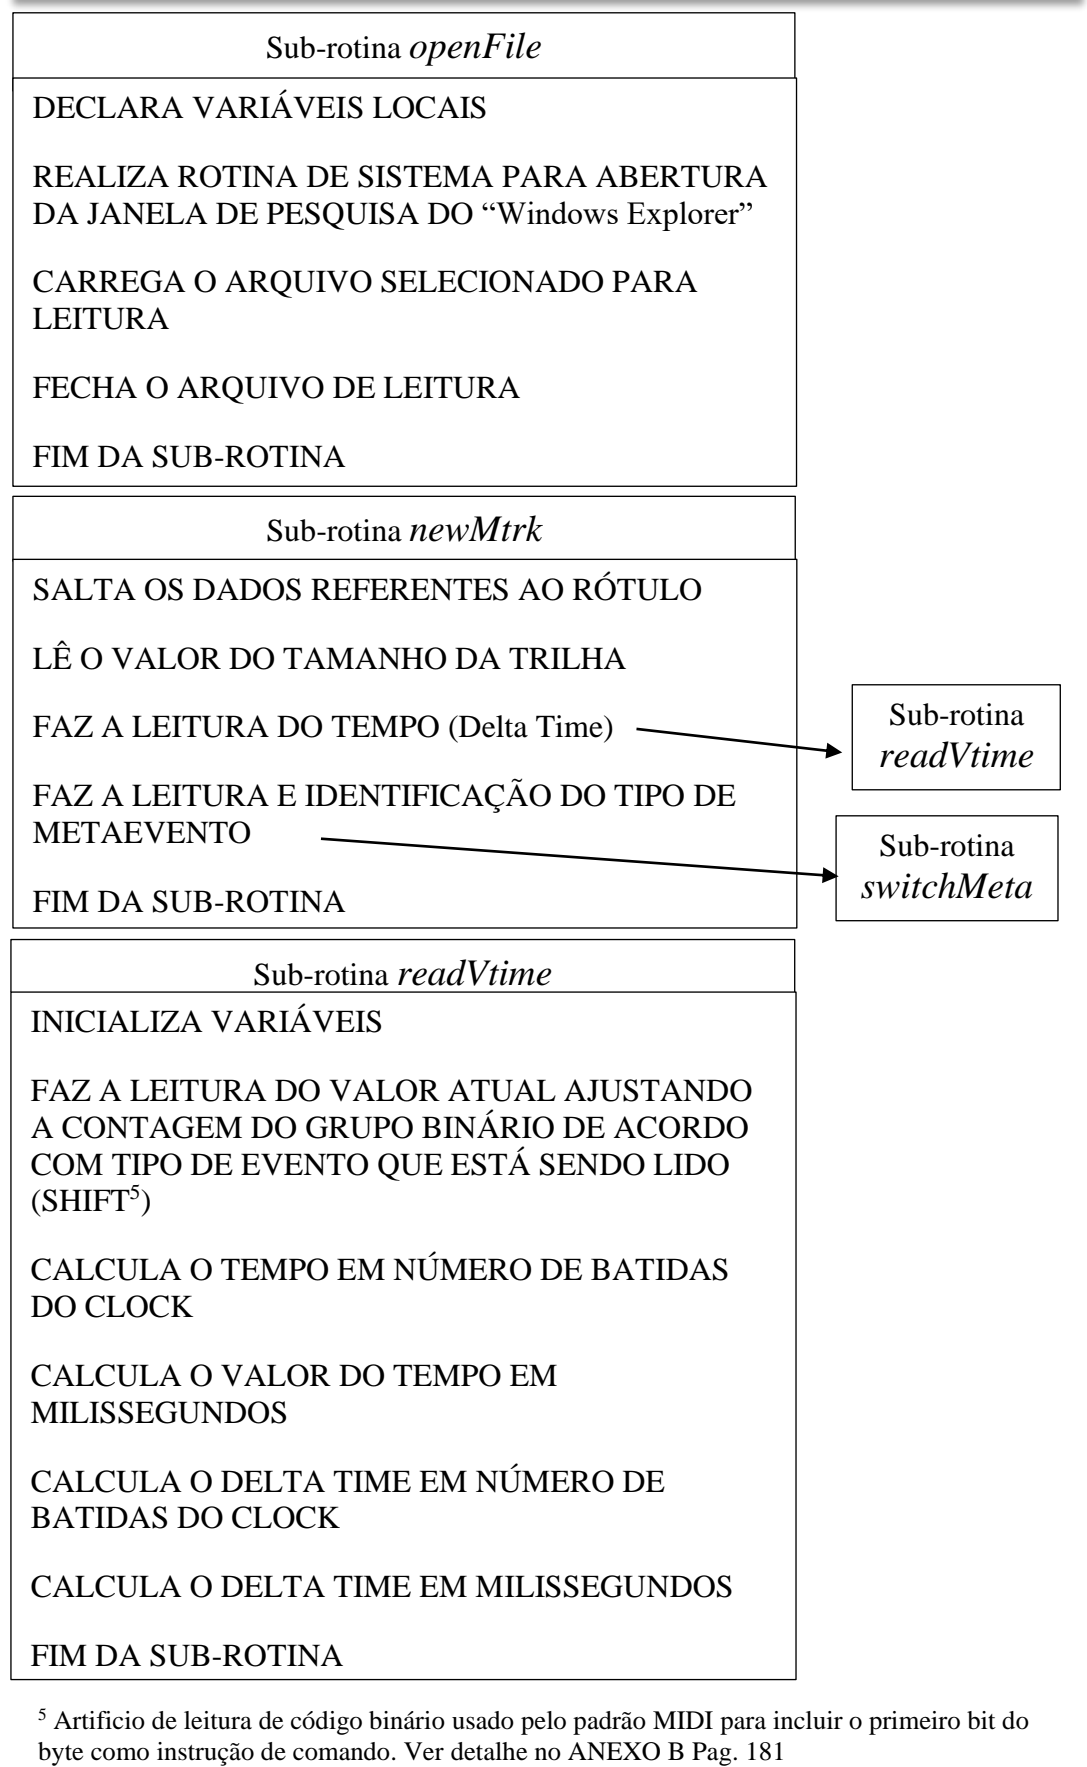 Sub-rotina openFile
DECLARA VARIÁVEIS LOCAIS
REALIZA ROTINA DE SISTEMA PARA ABERTURA
DA JANELA DE PESQUISA DO “Windows Explorer”
CARREGA O ARQUIVO SELECIONADO PARA
LEITURA
FECHA O ARQUIVO DE LEITURA
FIM DA SUB-ROTINA
Sub-rotina newMtrk
SALTA OS DADOS REFERENTES AO RÓTULO
LÊ O VALOR DO TAMANHO DA TRILHA
FAZ A LEITURA DO TEMPO (Delta Time)
Sub-rotina
readVtime
FAZ A LEITURA E IDENTIFICAÇÃO DO TIPO DE
METAEVENTO
Sub-rotina
switchMeta
FIM DA SUB-ROTINA
Sub-rotina readVtime
INICIALIZA VARIÁVEIS
FAZ A LEITURA DO VALOR ATUAL AJUSTANDO
A CONTAGEM DO GRUPO BINÁRIO DE ACORDO
COM TIPO DE EVENTO QUE ESTÁ SENDO LIDO
(SHIFT⁵)
CALCULA O TEMPO EM NÚMERO DE BATIDAS
DO CLOCK
CALCULA O VALOR DO TEMPO EM
MILISSEGUNDOS
CALCULA O DELTA TIME EM NÚMERO DE
BATIDAS DO CLOCK
CALCULA O DELTA TIME EM MILISSEGUNDOS
FIM DA SUB-ROTINA
⁵ Artificio de leitura de código binário usado pelo padrão MIDI para incluir o primeiro bit do
byte como instrução de comando. Ver detalhe no ANEXO B Pag. 181